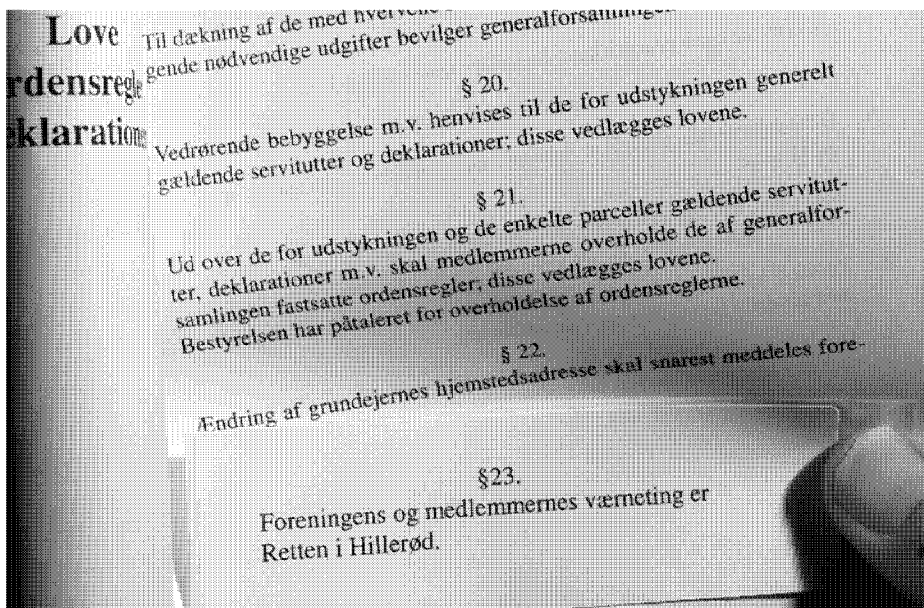 Love
rdensregle
eklaration
Til dækning af de med
gende nødvendige udgifter bevilger generalforsamlingen
§ 20.
Vedrørende bebyggelse m.v. henvises til de for udstykningen generelt
gældende servitutter og deklarationer; disse vedlægges lovene.
§ 21.
Ud over de for udstykningen og de enkelte parceller gældende servitut-
ter, deklarationer m.v. skal medlemmerne overholde de af generalfor-
samlingen fastsatte ordensregler; disse vedlægges lovene.
Bestyrelsen har påtaleret for overholdelse af ordensreglerne.
§ 22.
Ændring af grundejernes hjemstedsadresse skal snarest meddeles fore-
§23.
Foreningens og medlemmernes værneting er
Retten i Hillerød.